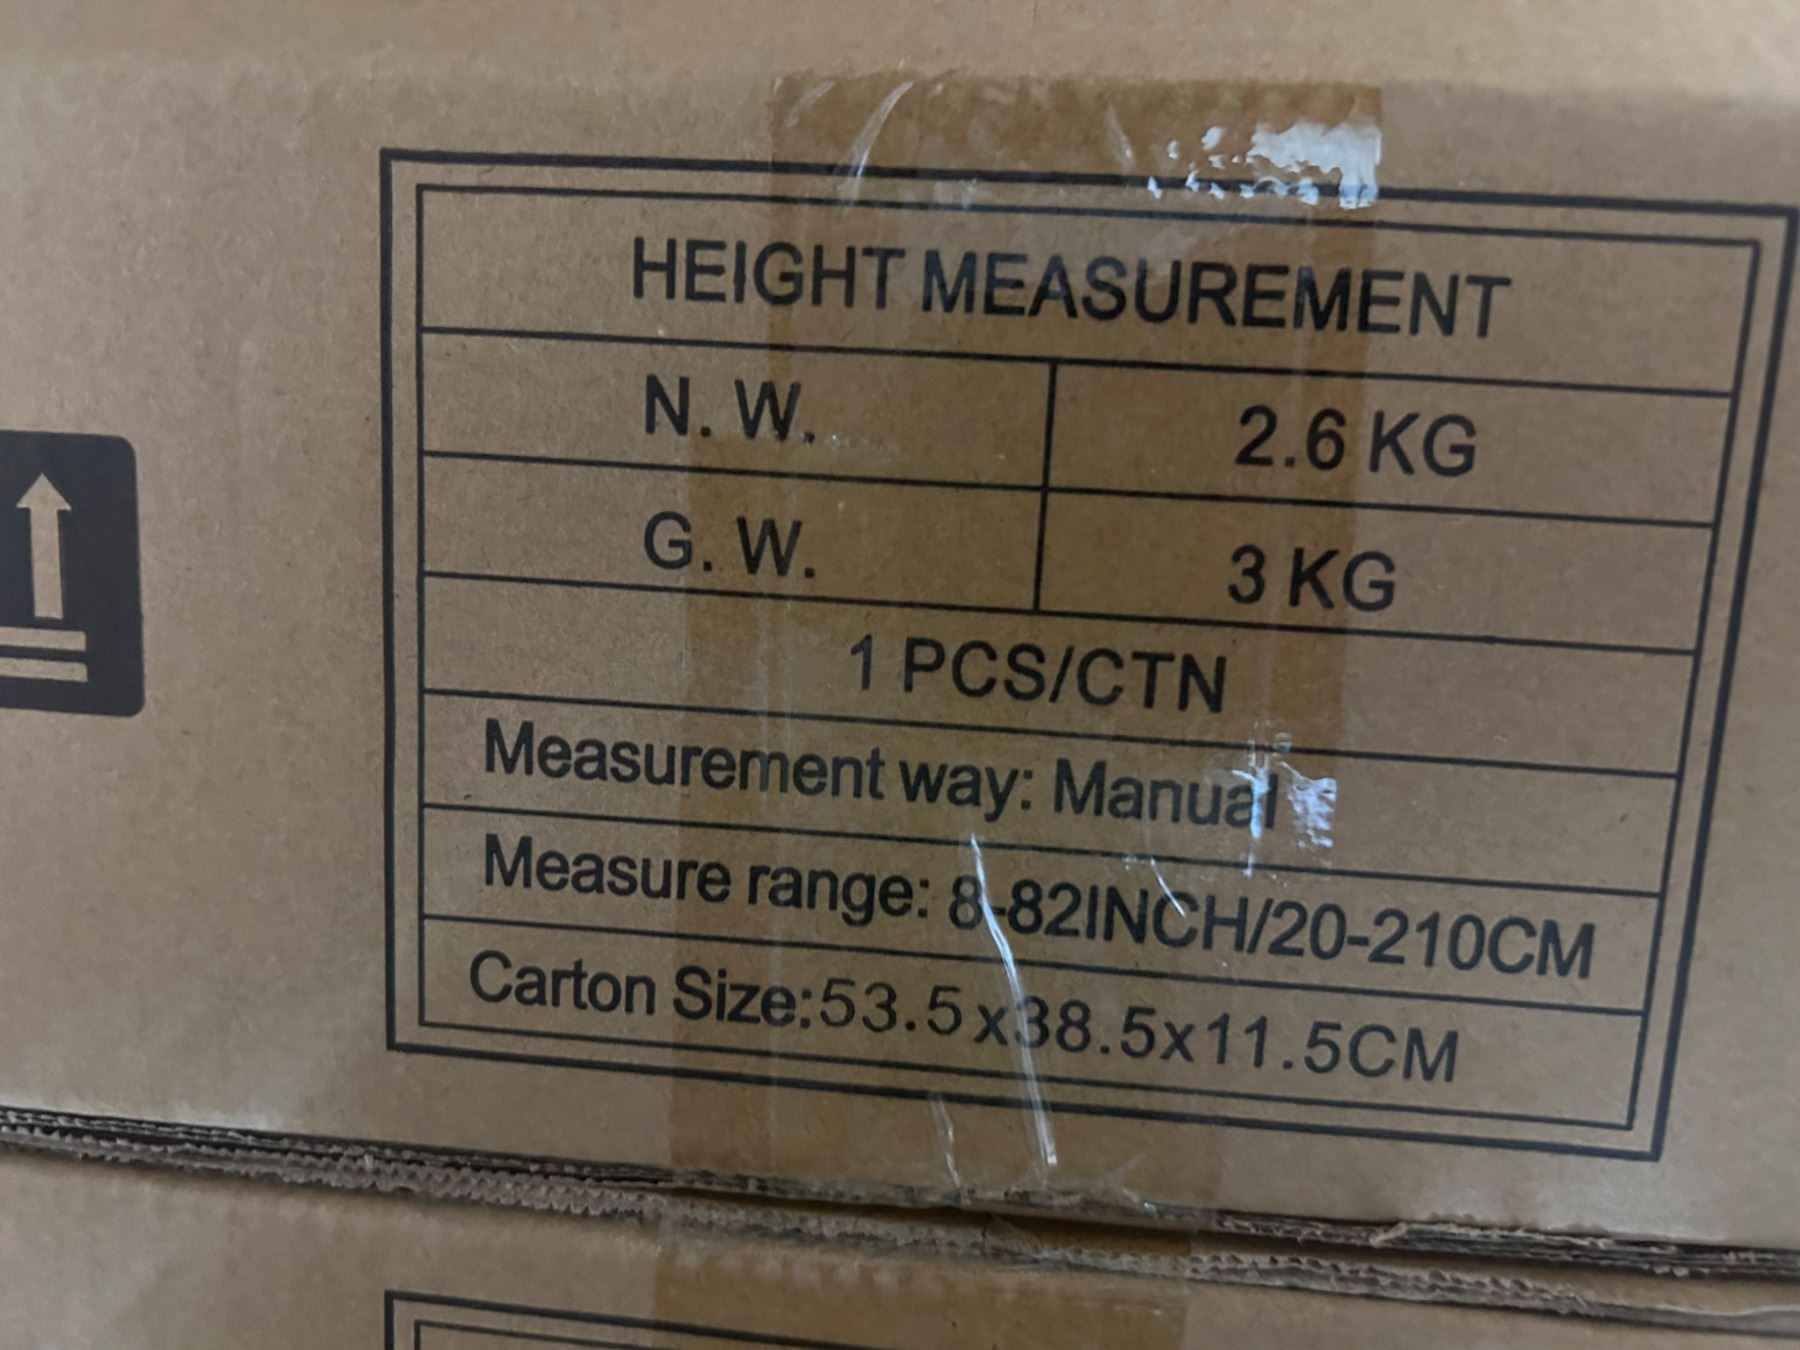 HEIGHT MEASUREMENT
N. W. 2.6 KG
G. W. 3 KG
1 PCS/CTN
Measurement way: Manual
Measure range: 8-82INCH/20-210CM
Carton Size:53.5x38.5x11.5CM